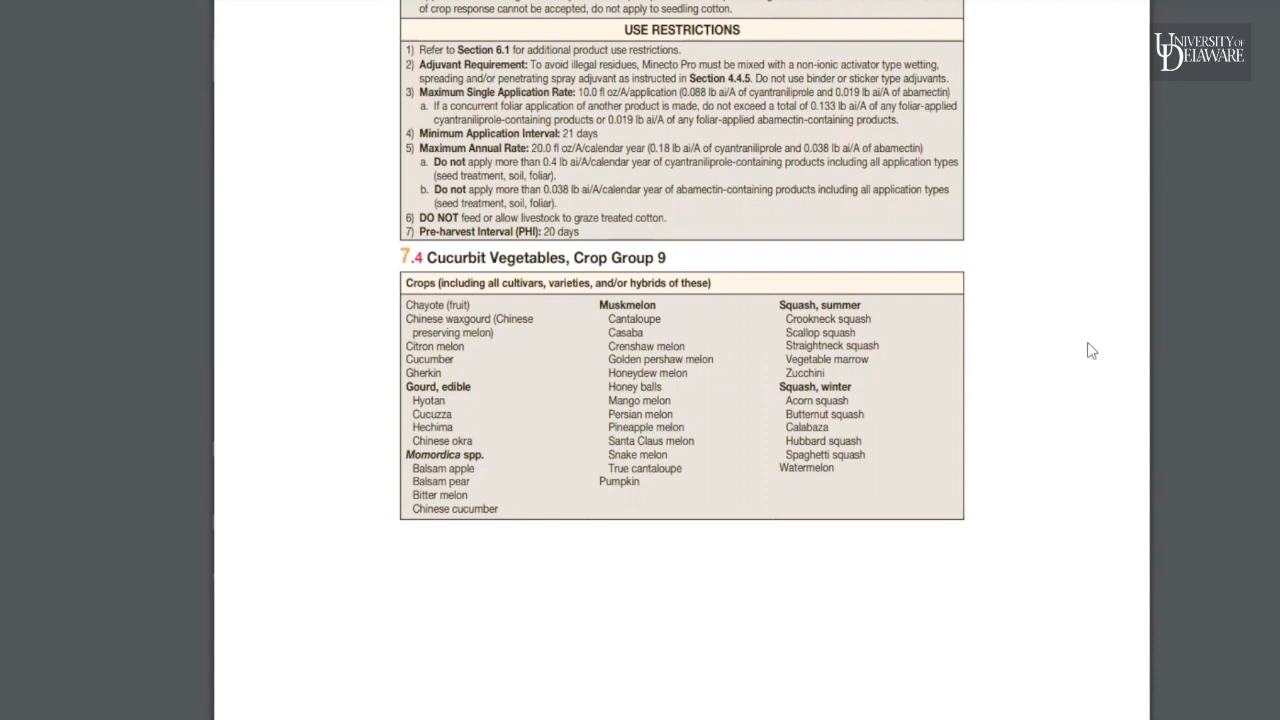 of crop response cannot be accepted, do not apply to seedling cotton.
USE RESTRICTIONS
1) Refer to Section 6.1 for additional product use restrictions.
2) Adjuvant Requirement: To avoid illegal residues, Minecto Pro must be mixed with a non-ionic activator type wetting,
spreading and/or penetrating spray adjuvant as instructed in Section 4.4.5. Do not use binder or sticker type adjuvants.
3) Maximum Single Application Rate: 10.0 fl oz/A/application (0.088 lb ai/A of cyantraniliprole and 0.019 lb ai/A of abamectin)
a. If a concurrent foliar application of another product is made, do not exceed a total of 0.133 lb ai/A of any foliar-applied
cyantraniliprole-containing products or 0.019 lb ai/A of any foliar-applied abamectin-containing products.
4) Minimum Application Interval: 21 days
5) Maximum Annual Rate: 20.0 fl oz/A/calendar year (0.18 lb ai/A of cyantraniliprole and 0.038 lb ai/A of abamectin)
a. Do not apply more than 0.4 lb ai/A/calendar year of cyantraniliprole-containing products including all application types
(seed treatment, soil, foliar).
b. Do not apply more than 0.038 lb ai/A/calendar year of abamectin-containing products including all application types
(seed treatment, soil, foliar).
6) DO NOT feed or allow livestock to graze treated cotton.
7) Pre-harvest Interval (PHI): 20 days
7.4 Cucurbit Vegetables, Crop Group 9
Crops (including all cultivars, varieties, and/or hybrids of these)
Chayote (fruit)
Chinese waxgourd (Chinese
preserving melon)
Citron melon
Cucumber
Gherkin
Gourd, edible
Hyotan
Cucuzza
Hechima
Chinese okra
Momordica spp.
Balsam apple
Balsam pear
Bitter melon
Chinese cucumber
Muskmelon
Cantaloupe
Casaba
Crenshaw melon
Golden pershaw melon
Honeydew melon
Honey balls
Mango melon
Persian melon
Pineapple melon
Santa Claus melon
Snake melon
True cantaloupe
Pumpkin
Squash, summer
Crookneck squash
Scallop squash
Straightneck squash
Vegetable marrow
Zucchini
Squash, winter
Acorn squash
Butternut squash
Calabaza
Hubbard squash
Spaghetti squash
Watermelon
UNIVERSITY OF
DELAWARE